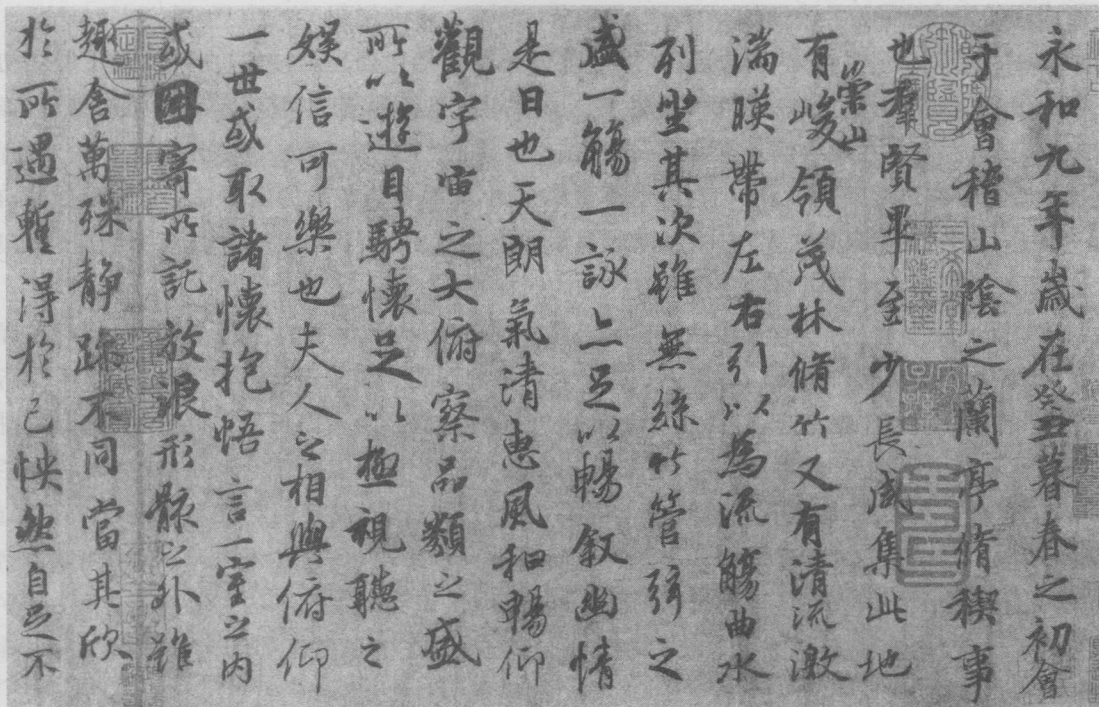 永和九年歲在癸丑暮春之初會
于會稽山陰之蘭亭脩稧事
也羣賢畢至少長咸集此地
有崇山峻領茂林脩竹又有清流激
湍暎帶左右引以為流觴曲水
列坐其次雖無絲竹管弦之
盛一觴一詠亦足以暢叙幽情
是日也天朗氣清惠風和暢仰
觀宇宙之大俯察品類之盛
所以遊目騁懷足以極視聽之
娛信可樂也夫人之相與俯仰
一世或取諸懷抱悟言一室之內
或因寄所託放浪形骸之外雖
趣舍萬殊静躁不同當其欣
於所遇暫得於己怏然自足不